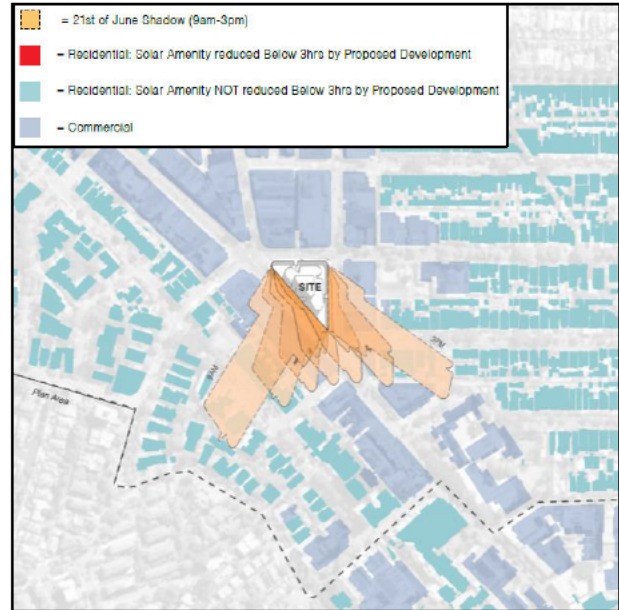 = 21st of June Shadow (9am-3pm)
= Residential: Solar Amenity reduced Below 3hrs by Proposed Development
= Residential: Solar Amenity NOT reduced Below 3hrs by Proposed Development
= Commercial
SITE
9AM
3PM
Plan Area